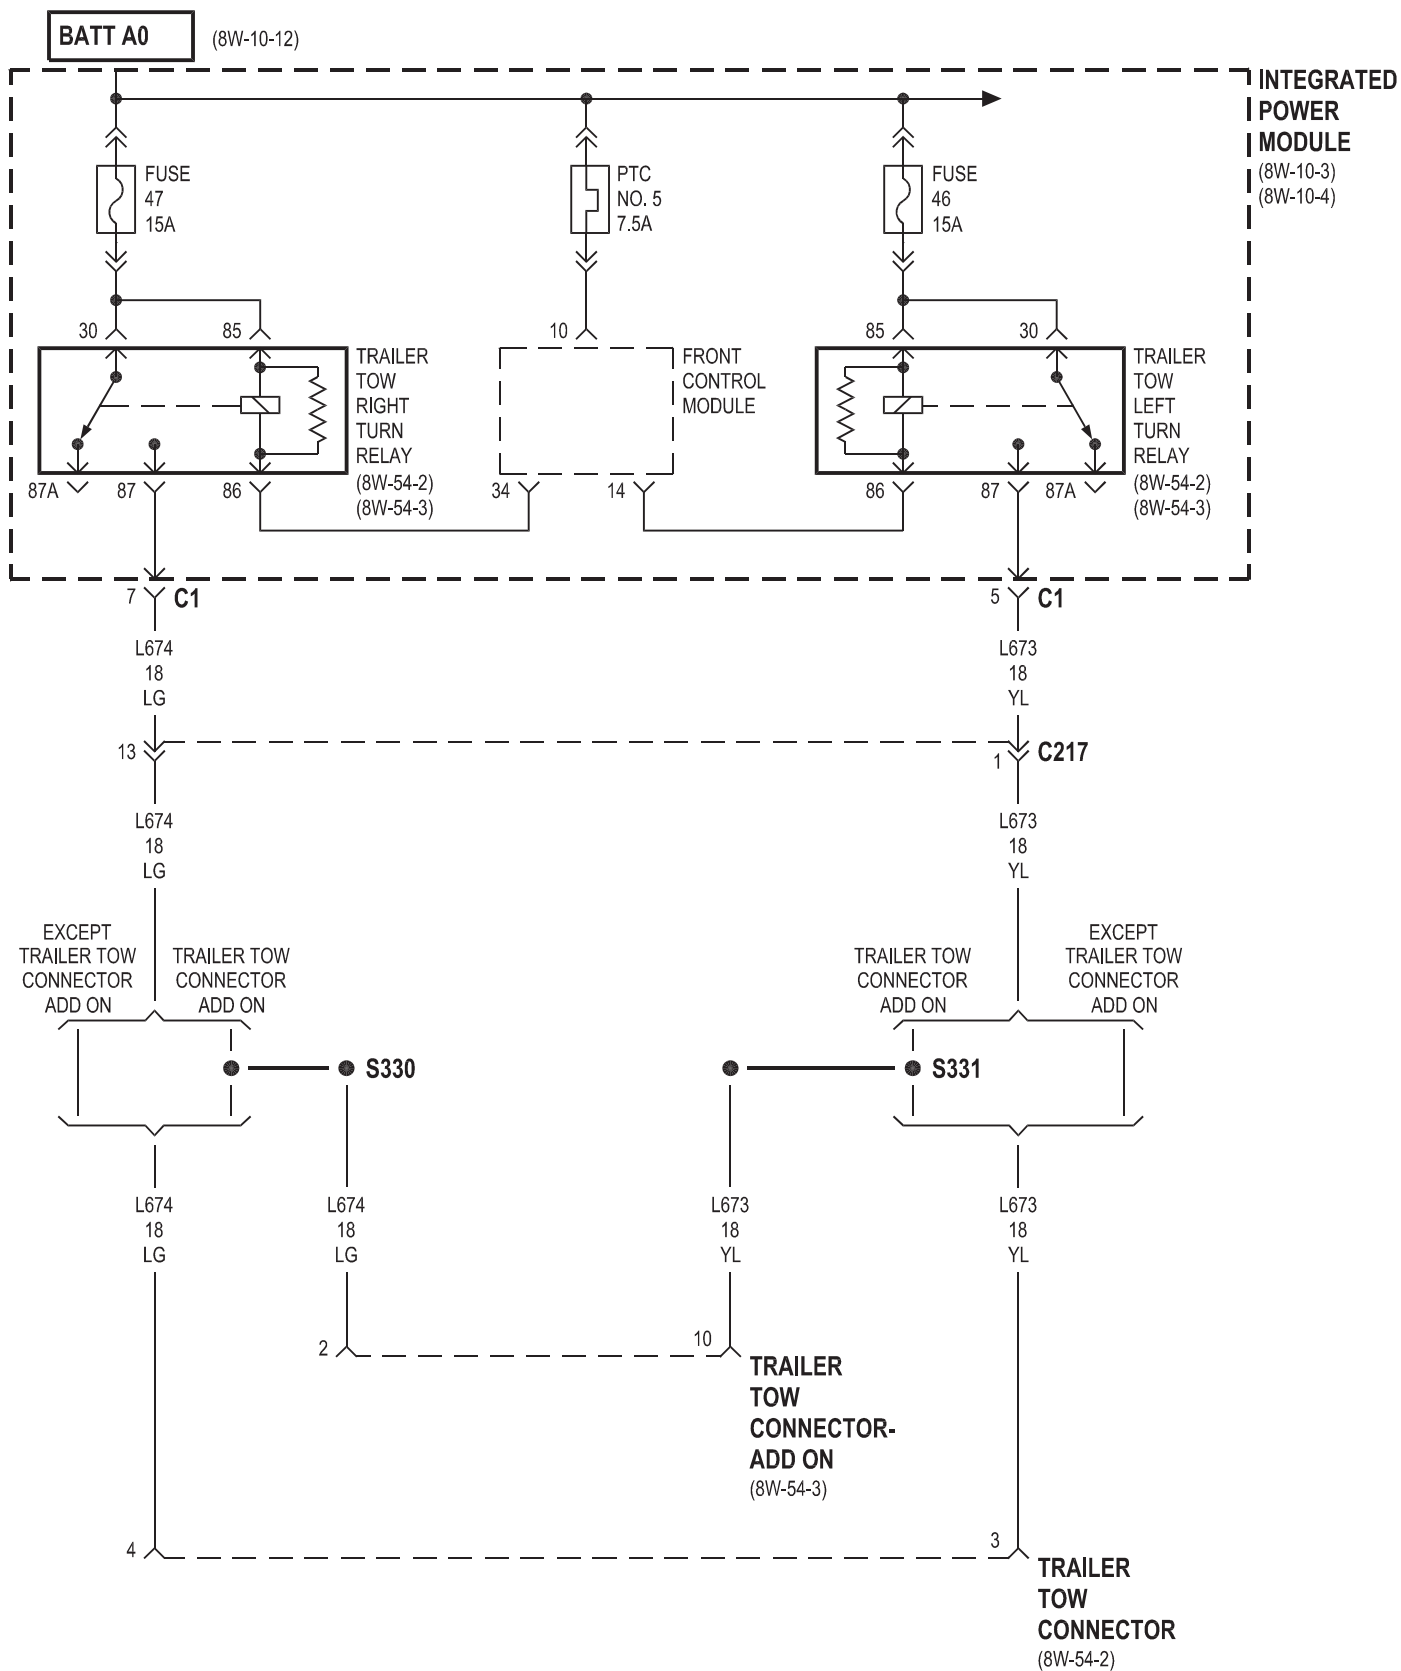 BATT A0
(8W-10-12)
INTEGRATED
POWER
MODULE
(8W-10-3)
(8W-10-4)
FUSE
47
15A
PTC
NO. 5
7.5A
FUSE
46
15A
30
85
10
85
30
TRAILER
TOW
RIGHT
TURN
RELAY
(8W-54-2)
(8W-54-3)
FRONT
CONTROL
MODULE
TRAILER
TOW
LEFT
TURN
RELAY
(8W-54-2)
(8W-54-3)
87A
87
86
34
14
86
87
87A
7
C1
5
C1
L674
18
LG
L673
18
YL
13
1
C217
L674
18
LG
L673
18
YL
EXCEPT
TRAILER TOW
CONNECTOR
ADD ON
TRAILER TOW
CONNECTOR
ADD ON
TRAILER TOW
CONNECTOR
ADD ON
EXCEPT
TRAILER TOW
CONNECTOR
ADD ON
S330
S331
L674
18
LG
L674
18
LG
L673
18
YL
L673
18
YL
2
10
TRAILER
TOW
CONNECTOR-
ADD ON
(8W-54-3)
4
3
TRAILER
TOW
CONNECTOR
(8W-54-2)